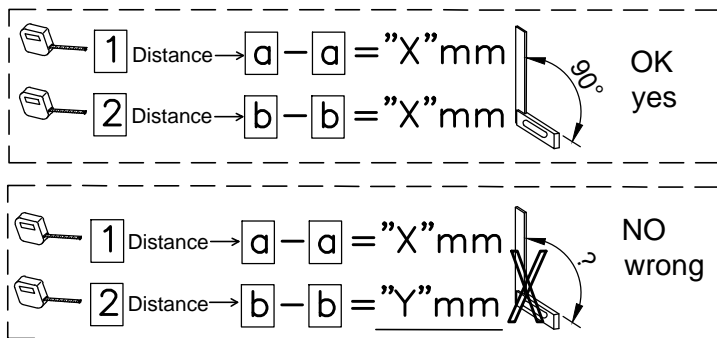 1 Distance → a – a = "X" mm 90° OK
yes
2 Distance → b – b = "X" mm
1 Distance → a – a = "X" mm ? NO
wrong
2 Distance → b – b = "Y" mm